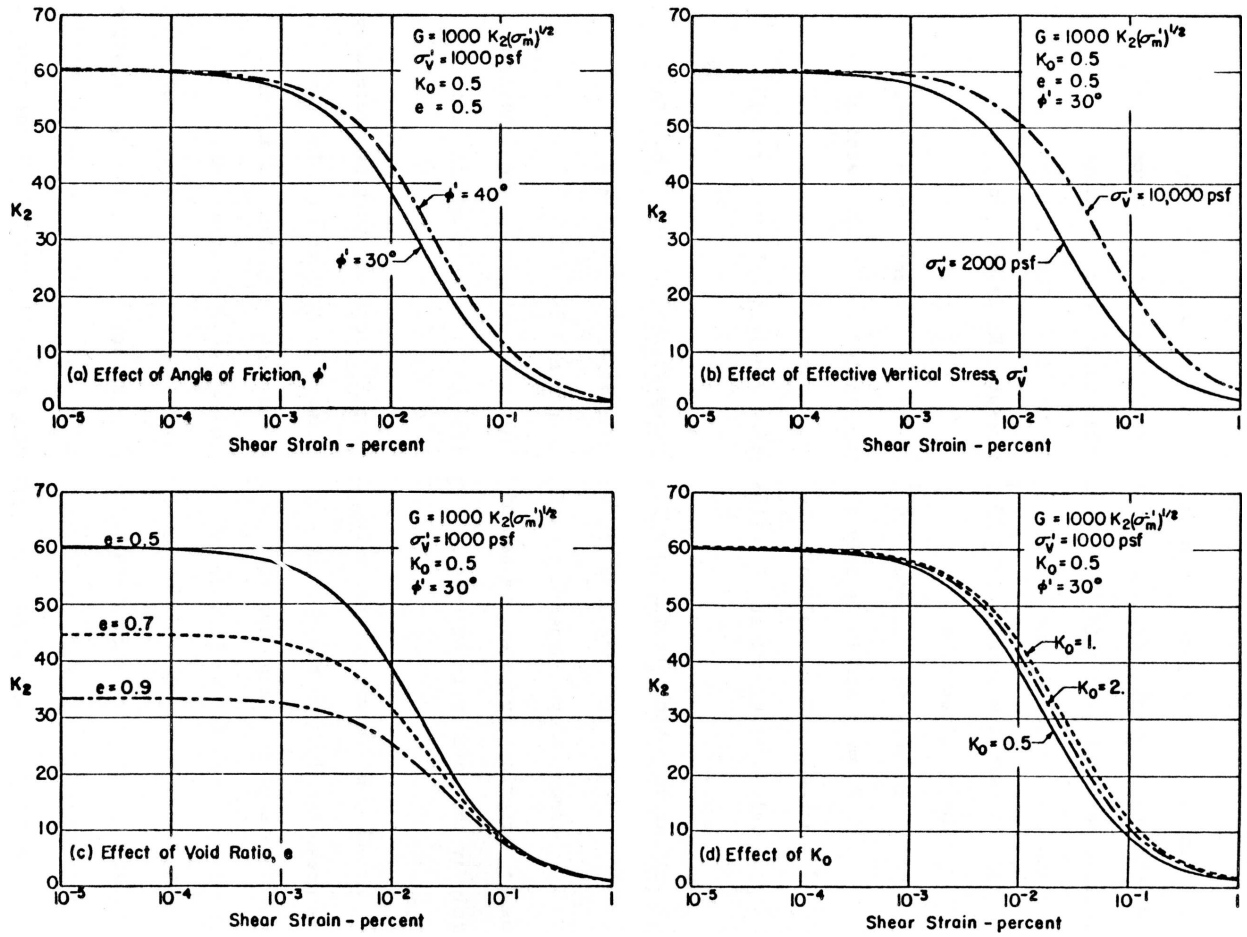 70
60
50
40
K₂
30
20
10
0
G = 1000 K₂(σ'm)^1/2
σ'v = 1000 psf
K₀ = 0.5
e = 0.5
ϕ' = 40°
ϕ' = 30°
(a) Effect of Angle of Friction, ϕ'
10⁻⁵ 10⁻⁴ 10⁻³ 10⁻² 10⁻¹ 1
Shear Strain - percent
70
60
50
40
K₂
30
20
10
0
G = 1000 K₂(σ'm)^1/2
K₀ = 0.5
e = 0.5
ϕ' = 30°
σ'v = 10,000 psf
σ'v = 2000 psf
(b) Effect of Effective Vertical Stress, σ'v
10⁻⁵ 10⁻⁴ 10⁻³ 10⁻² 10⁻¹ 1
Shear Strain - percent
70
60
50
40
K₂
30
20
10
0
G = 1000 K₂(σ'm)^1/2
σ'v = 1000 psf
K₀ = 0.5
ϕ' = 30°
e = 0.5
e = 0.7
e = 0.9
(c) Effect of Void Ratio, e
10⁻⁵ 10⁻⁴ 10⁻³ 10⁻² 10⁻¹ 1
Shear Strain - percent
70
60
50
40
K₂
30
20
10
0
G = 1000 K₂(σ'm)^1/2
σ'v = 1000 psf
K₀ = 0.5
ϕ' = 30°
K₀ = 1.
K₀ = 2.
K₀ = 0.5
(d) Effect of K₀
10⁻⁵ 10⁻⁴ 10⁻³ 10⁻² 10⁻¹ 1
Shear Strain - percent